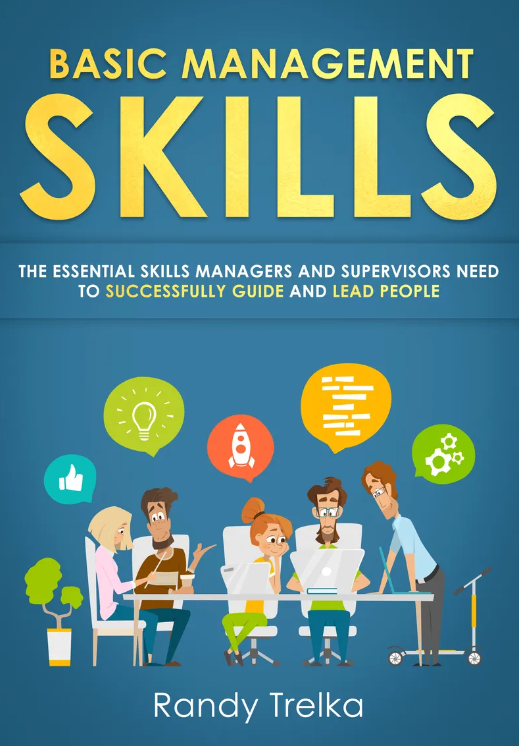 BASIC MANAGEMENT
SKILLS
THE ESSENTIAL SKILLS MANAGERS AND SUPERVISORS NEED
TO SUCCESSFULLY GUIDE AND LEAD PEOPLE
Randy Trelka